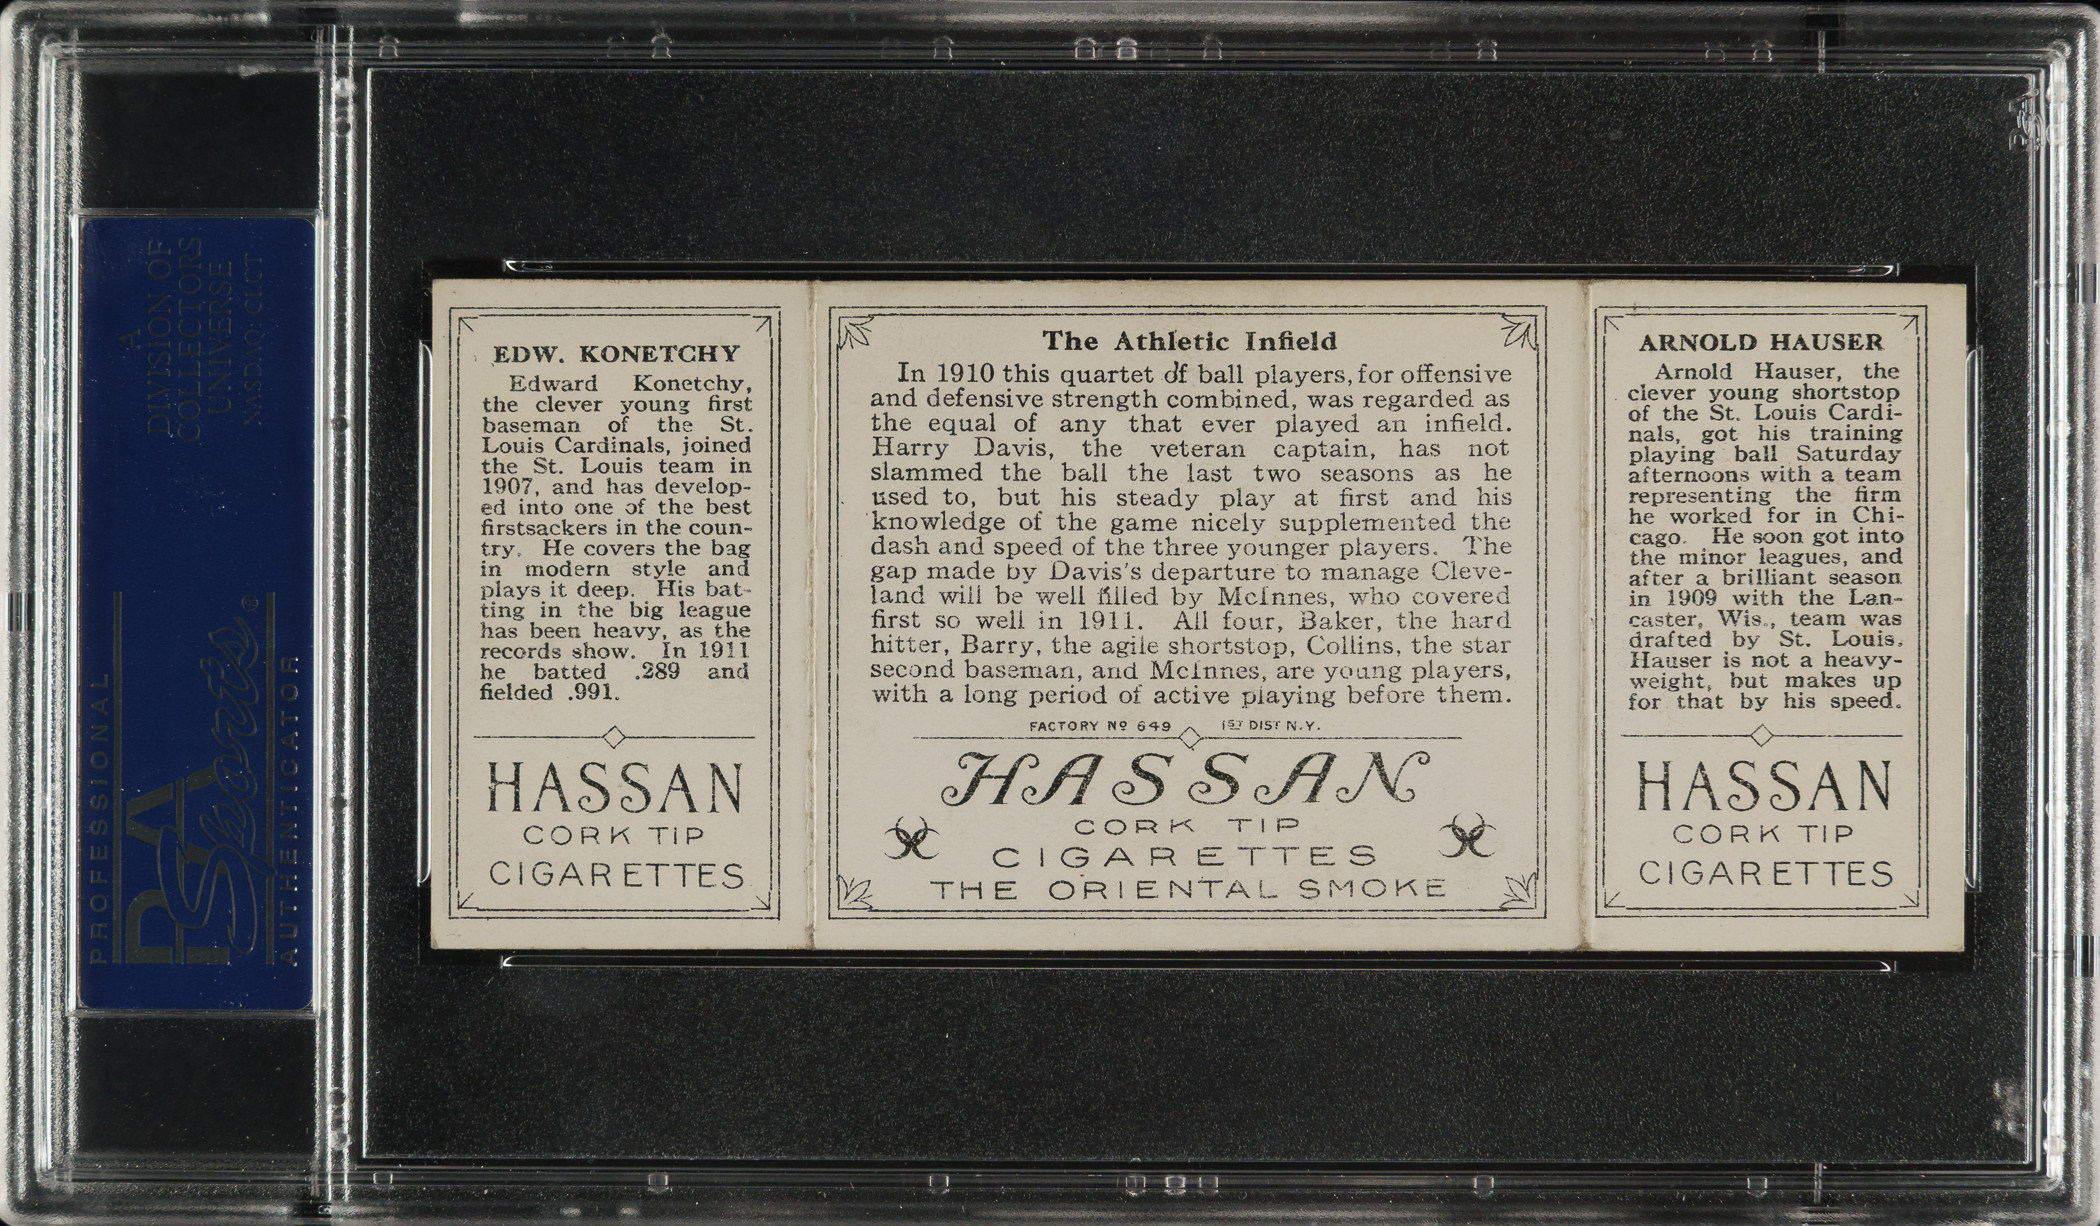 A
DIVISION OF
COLLECTORS
UNIVERSE
NASDAQ: CLCT
PROFESSIONAL
PSA
Sports®
AUTHENTICATOR
EDW. KONETCHY
Edward Konetchy,
the clever young first
baseman of the St.
Louis Cardinals, joined
the St. Louis team in
1907, and has develop-
ed into one of the best
firstsackers in the coun-
try. He covers the bag
in modern style and
plays it deep. His bat-
ting in the big league
has been heavy, as the
records show. In 1911
he batted .289 and
fielded .991.
HASSAN
CORK TIP
CIGARETTES
The Athletic Infield
In 1910 this quartet of ball players, for offensive
and defensive strength combined, was regarded as
the equal of any that ever played an infield.
Harry Davis, the veteran captain, has not
slammed the ball the last two seasons as he
used to, but his steady play at first and his
knowledge of the game nicely supplemented the
dash and speed of the three younger players. The
gap made by Davis's departure to manage Cleve-
land will be well filled by McInnes, who covered
first so well in 1911. All four, Baker, the hard
hitter, Barry, the agile shortstop, Collins, the star
second baseman, and McInnes, are young players,
with a long period of active playing before them.
FACTORY Nº 649 1ST DIST N.Y.
HASSAN
CORK TIP
CIGARETTES
THE ORIENTAL SMOKE
ARNOLD HAUSER
Arnold Hauser, the
clever young shortstop
of the St. Louis Cardi-
nals, got his training
playing ball Saturday
afternoons with a team
representing the firm
he worked for in Chi-
cago. He soon got into
the minor leagues, and
after a brilliant season
in 1909 with the Lan-
caster, Wis., team was
drafted by St. Louis.
Hauser is not a heavy-
weight, but makes up
for that by his speed.
HASSAN
CORK TIP
CIGARETTES
PSA